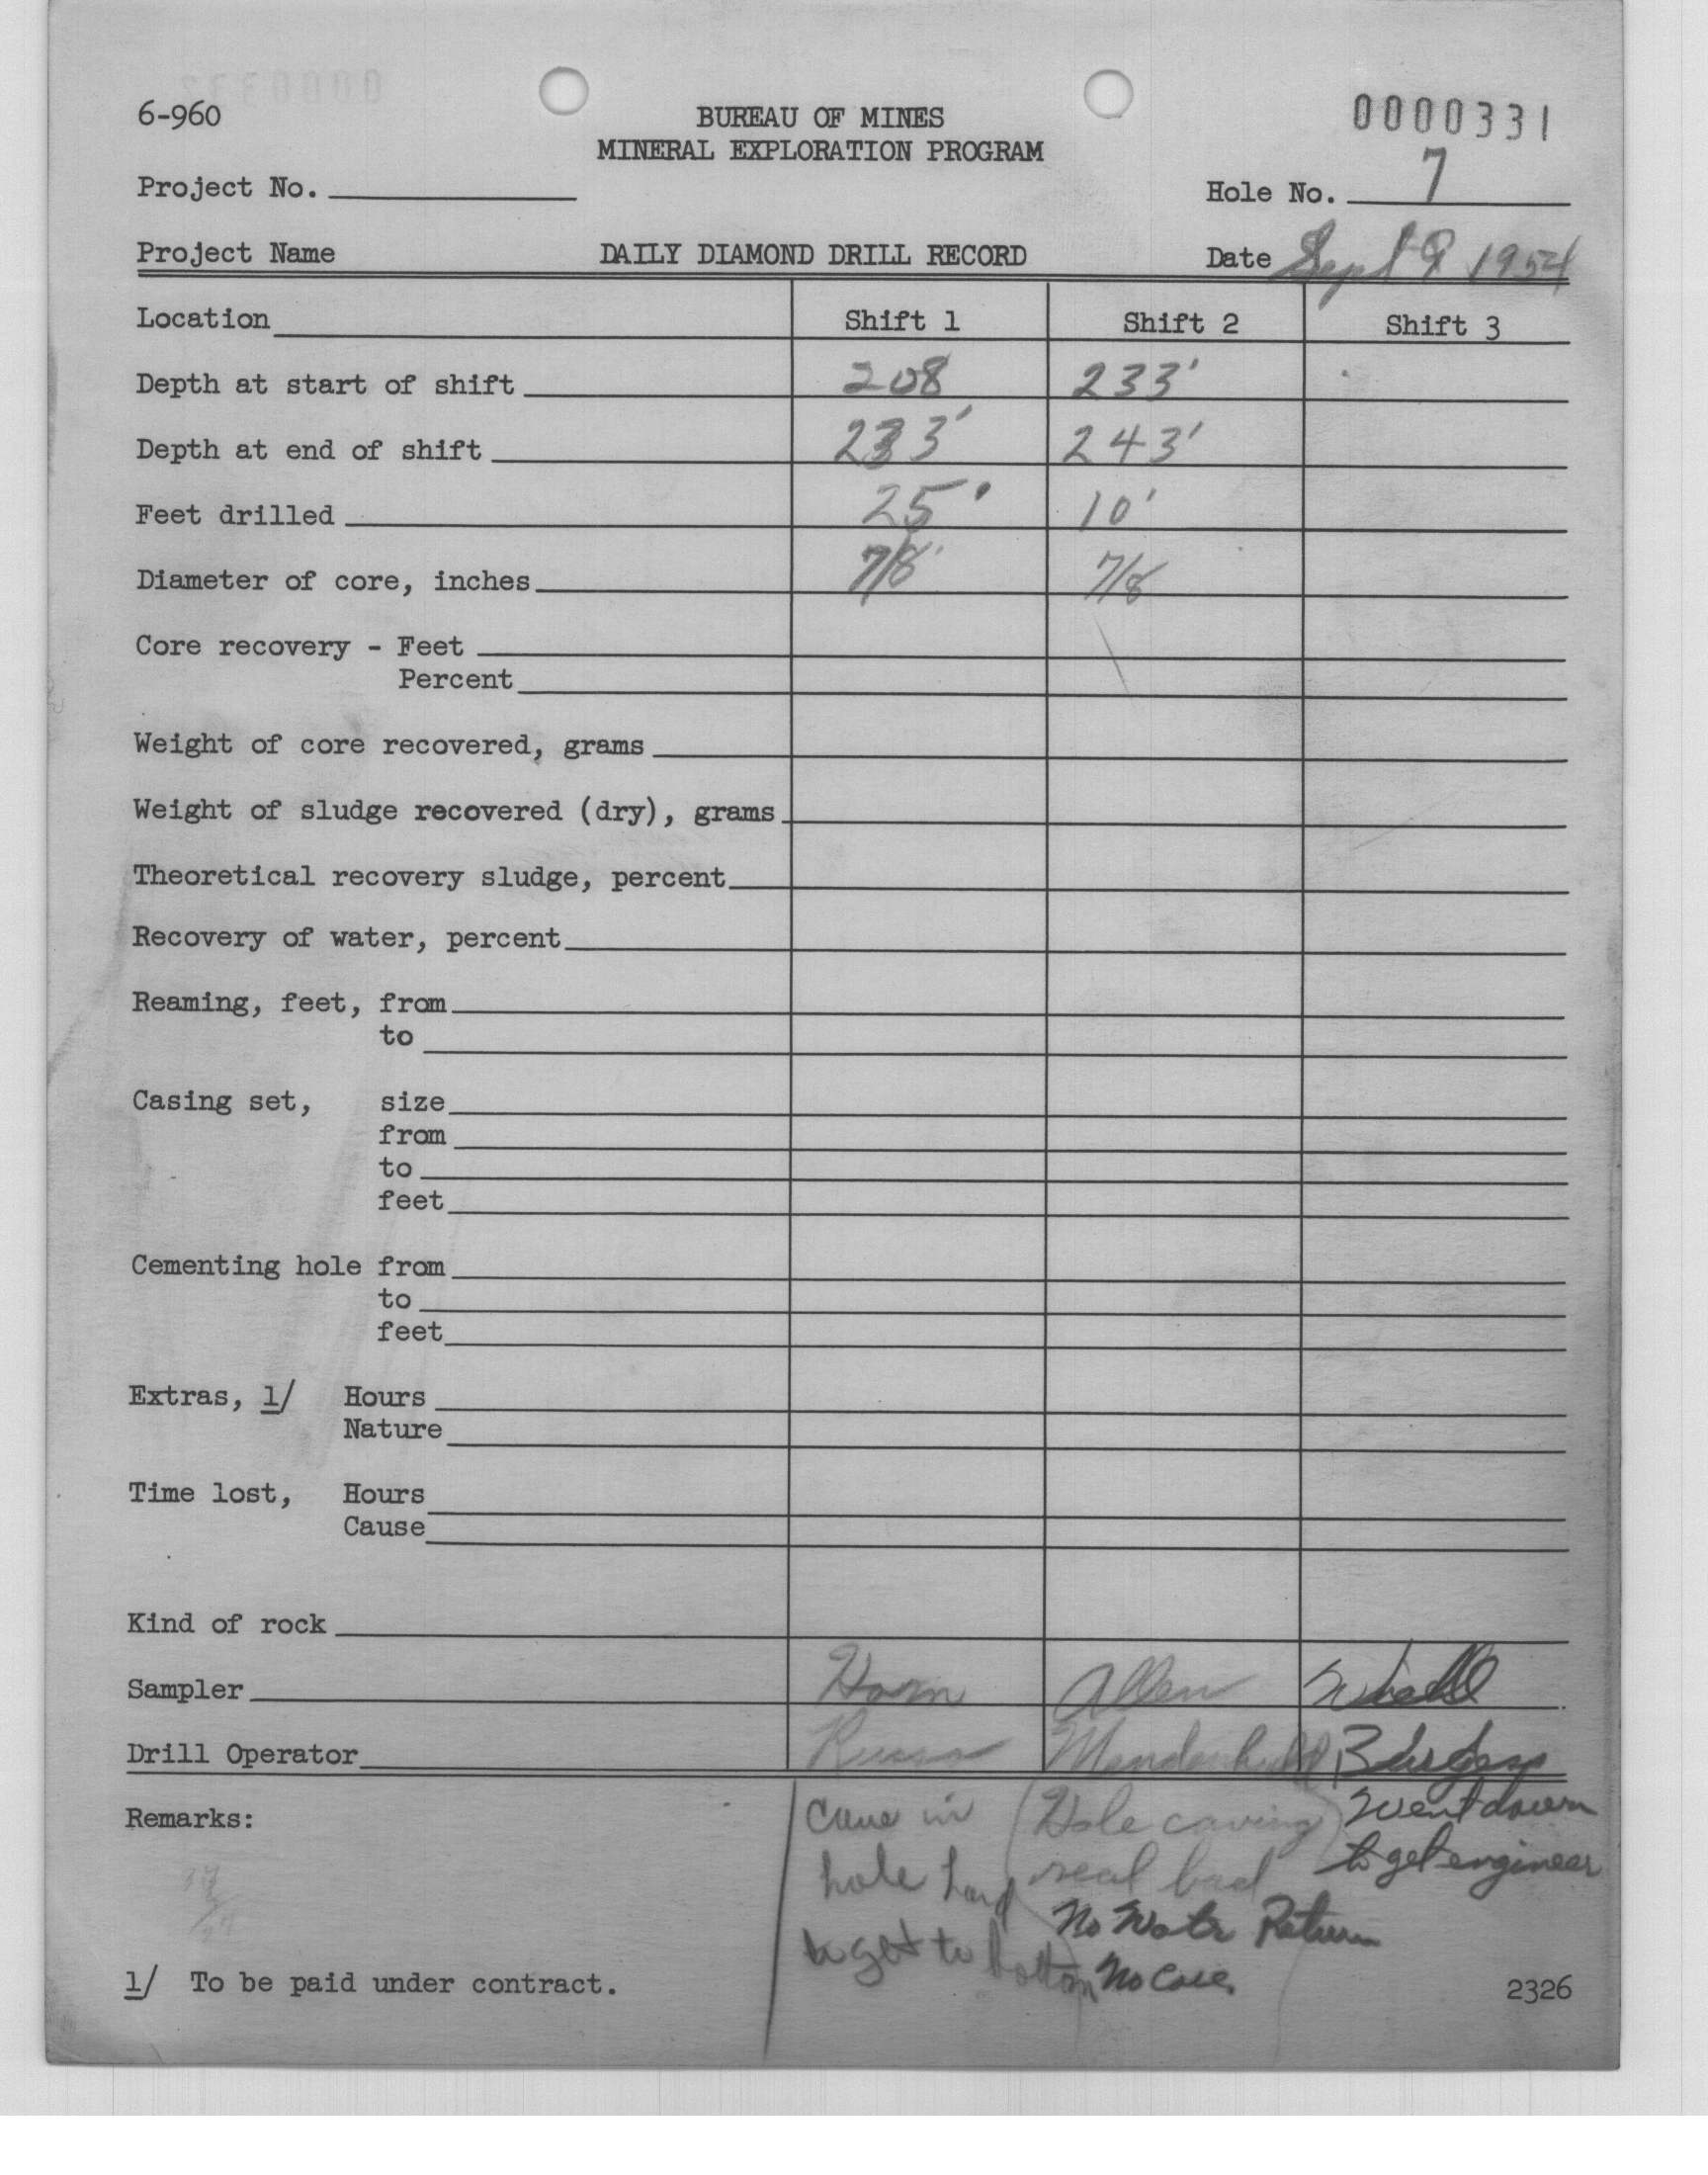 6-960
BUREAU OF MINES
0000331
MINERAL EXPLORATION PROGRAM
Project No.
Hole No. 7
Project Name DAILY DIAMOND DRILL RECORD Date Sept 9 1954
Location Shift 1 Shift 2 Shift 3
Depth at start of shift 208 233'
Depth at end of shift 233' 243'
Feet drilled 25' 10'
Diameter of core, inches 7/8 7/8
Core recovery - Feet
Percent
Weight of core recovered, grams
Weight of sludge recovered (dry), grams
Theoretical recovery sludge, percent
Recovery of water, percent
Reaming, feet, from
to
Casing set, size
from
to
feet
Cementing hole from
to
feet
Extras, 1/ Hours
Nature
Time lost, Hours
Cause
Kind of rock
Sampler Horn Allen
Drill Operator Mendenhall Burgess
Remarks:
Cave in
hole hard
to get to bottom
Hole caving
real bad
No Water Return
No Core
Went down
to get engineer
1/ To be paid under contract.
2326